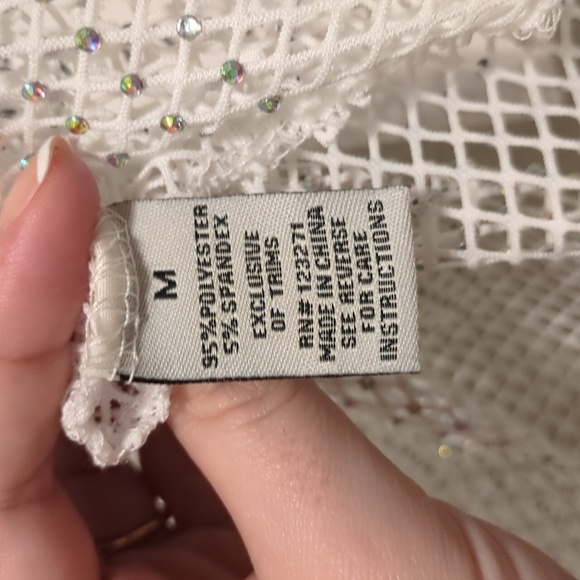 M
95%POLYESTER
5% SPANDEX
EXCLUSIVE
OF TRIMS
RN# 123271
MADE IN CHINA
SEE REVERSE
FOR CARE
INSTRUCTIONS